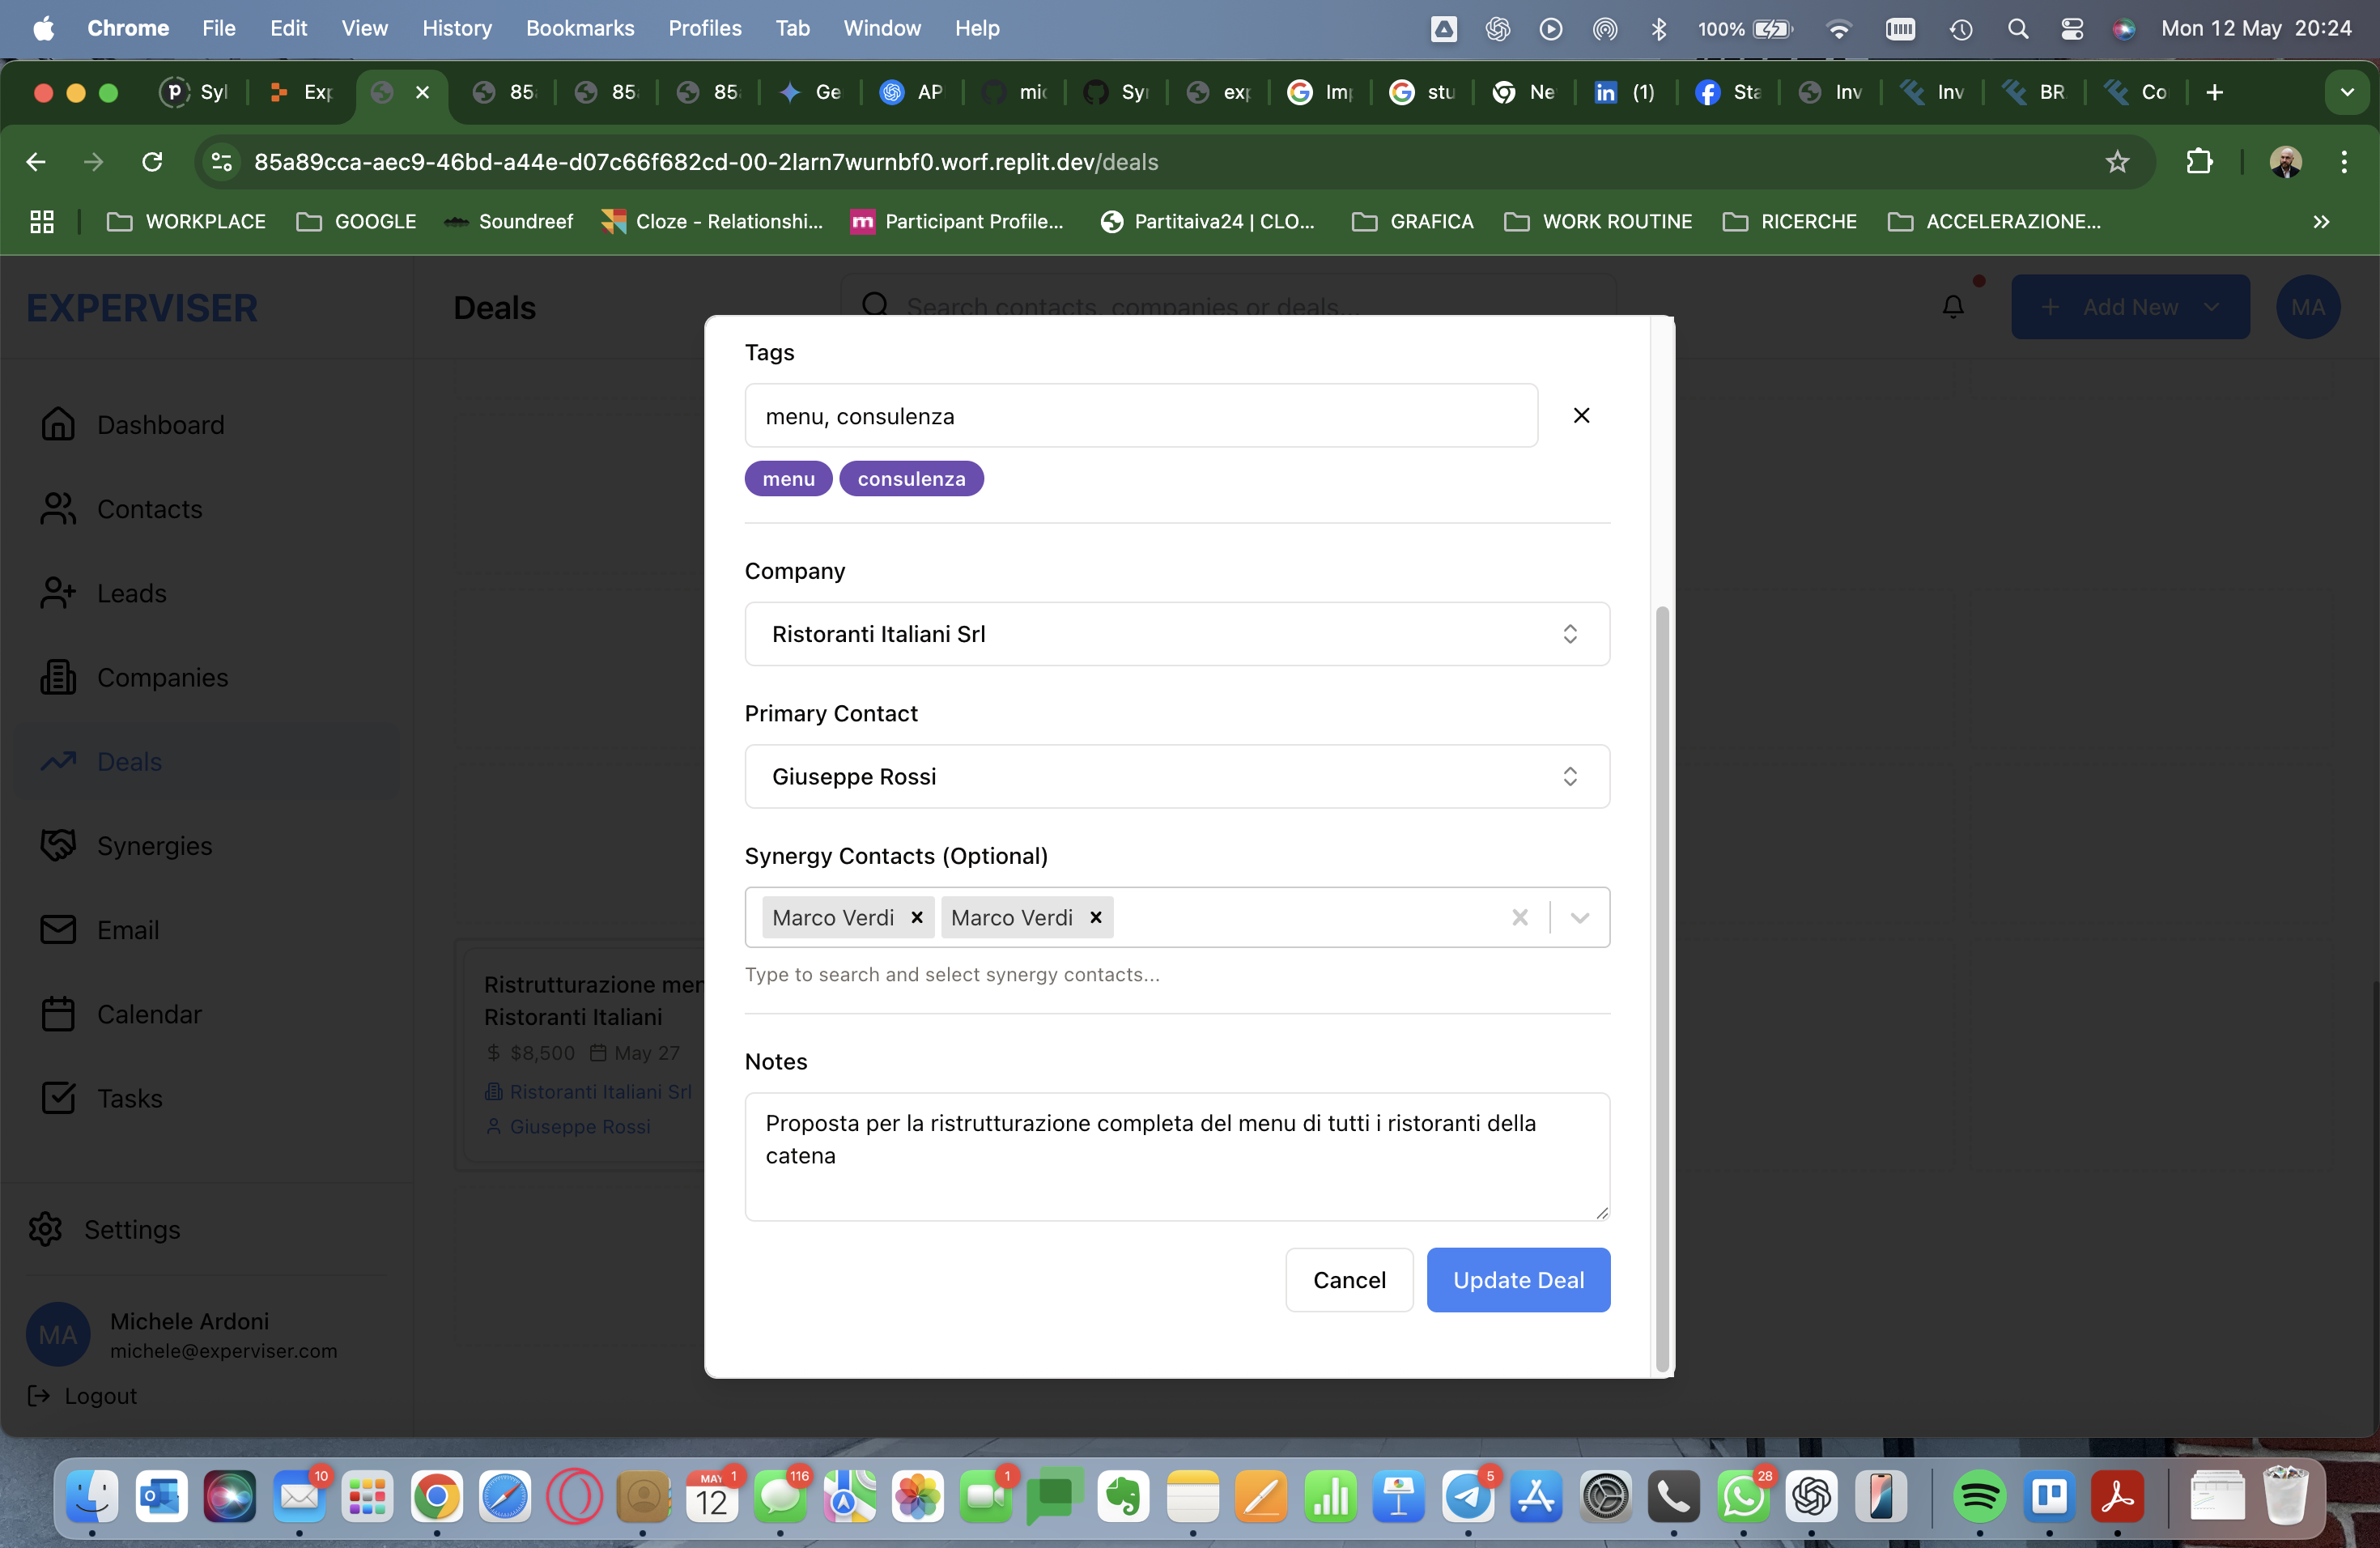 Chrome File Edit View History Bookmarks Profiles Tab Window Help 100% Mon 12 May 20:24
Syl Exp 85 85 85 Ge AP mic Syn exp Imp stu Ne (1) Sta Inv Inv BR Co
85a89cca-aec9-46bd-a44e-d07c66f682cd-00-2larn7wurnbf0.worf.replit.dev/deals
WORKPLACE GOOGLE Soundreef Cloze - Relationshi... Participant Profile... Partitaiva24 | CLO... GRAFICA WORK ROUTINE RICERCHE ACCELERAZIONE...
EXPERVISER
Deals
Search contacts, companies or deals...
Add New
MA
Dashboard
Contacts
Leads
Companies
Deals
Synergies
Email
Calendar
Tasks
Settings
MA
Michele Ardoni
michele@experviser.com
Logout
Ristrutturazione men
Ristoranti Italiani
$8,500 May 27
Ristoranti Italiani Srl
Giuseppe Rossi
Tags
menu, consulenza
menu consulenza
Company
Ristoranti Italiani Srl
Primary Contact
Giuseppe Rossi
Synergy Contacts (Optional)
Marco Verdi Marco Verdi
Type to search and select synergy contacts...
Notes
Proposta per la ristrutturazione completa del menu di tutti i ristoranti della
catena
Cancel Update Deal
10 MAY 12 1 116 1 5 28